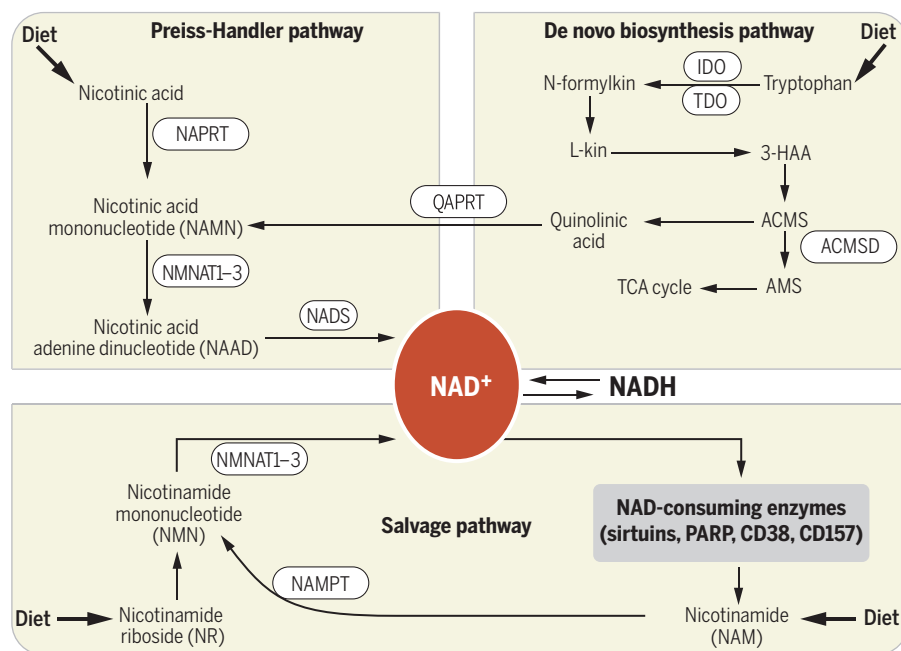 Diet
Preiss-Handler pathway
Nicotinic acid
NAPRT
Nicotinic acid
mononucleotide (NAMN)
NMNAT1–3
Nicotinic acid
adenine dinucleotide (NAAD)
NADS
De novo biosynthesis pathway
Diet
N-formylkin
IDO
TDO
Tryptophan
L-kin
3-HAA
QAPRT
Quinolinic
acid
ACMS
ACMSD
TCA cycle
AMS
NAD+
NADH
NMNAT1–3
Nicotinamide
mononucleotide
(NMN)
Salvage pathway
NAD-consuming enzymes
(sirtuins, PARP, CD38, CD157)
NAMPT
Diet
Nicotinamide
riboside (NR)
Nicotinamide
(NAM)
Diet